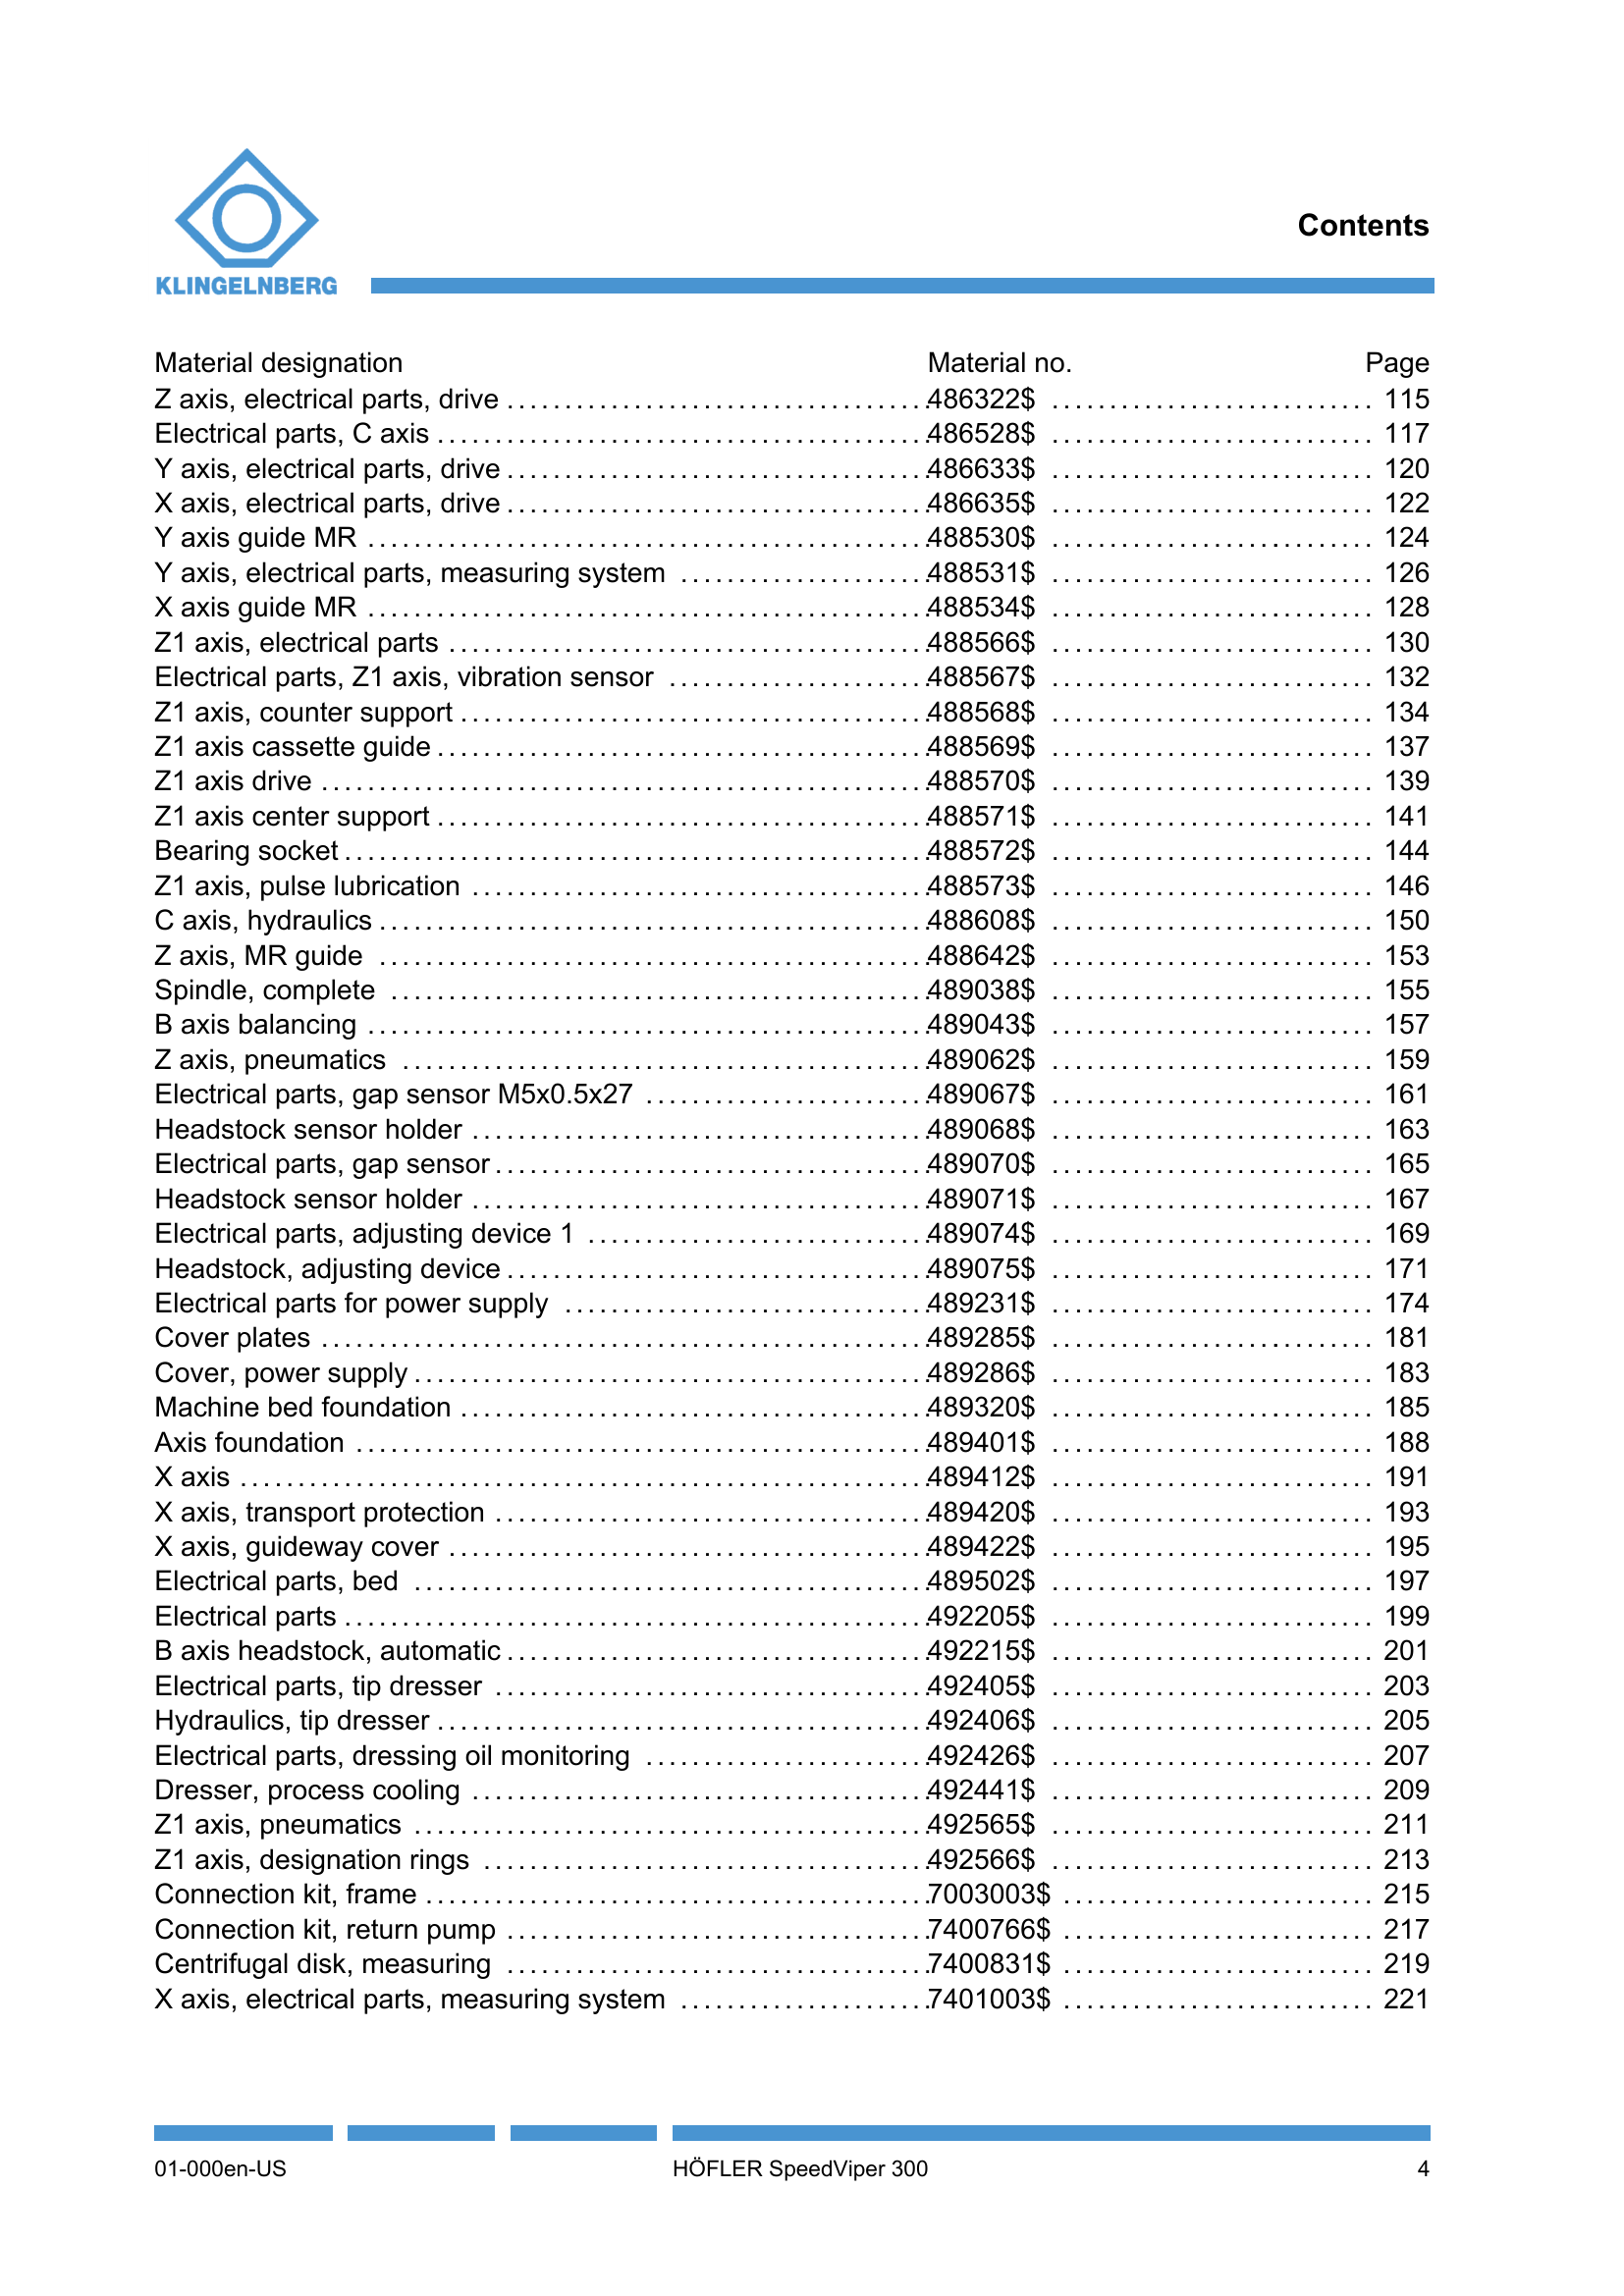 Contents
KLINGELNBERG
Material designation Material no. Page
Z axis, electrical parts, drive 486322$ 115
Electrical parts, C axis 486528$ 117
Y axis, electrical parts, drive 486633$ 120
X axis, electrical parts, drive 486635$ 122
Y axis guide MR 488530$ 124
Y axis, electrical parts, measuring system 488531$ 126
X axis guide MR 488534$ 128
Z1 axis, electrical parts 488566$ 130
Electrical parts, Z1 axis, vibration sensor 488567$ 132
Z1 axis, counter support 488568$ 134
Z1 axis cassette guide 488569$ 137
Z1 axis drive 488570$ 139
Z1 axis center support 488571$ 141
Bearing socket 488572$ 144
Z1 axis, pulse lubrication 488573$ 146
C axis, hydraulics 488608$ 150
Z axis, MR guide 488642$ 153
Spindle, complete 489038$ 155
B axis balancing 489043$ 157
Z axis, pneumatics 489062$ 159
Electrical parts, gap sensor M5x0.5x27 489067$ 161
Headstock sensor holder 489068$ 163
Electrical parts, gap sensor 489070$ 165
Headstock sensor holder 489071$ 167
Electrical parts, adjusting device 1 489074$ 169
Headstock, adjusting device 489075$ 171
Electrical parts for power supply 489231$ 174
Cover plates 489285$ 181
Cover, power supply 489286$ 183
Machine bed foundation 489320$ 185
Axis foundation 489401$ 188
X axis 489412$ 191
X axis, transport protection 489420$ 193
X axis, guideway cover 489422$ 195
Electrical parts, bed 489502$ 197
Electrical parts 492205$ 199
B axis headstock, automatic 492215$ 201
Electrical parts, tip dresser 492405$ 203
Hydraulics, tip dresser 492406$ 205
Electrical parts, dressing oil monitoring 492426$ 207
Dresser, process cooling 492441$ 209
Z1 axis, pneumatics 492565$ 211
Z1 axis, designation rings 492566$ 213
Connection kit, frame 7003003$ 215
Connection kit, return pump 7400766$ 217
Centrifugal disk, measuring 7400831$ 219
X axis, electrical parts, measuring system 7401003$ 221
01-000en-US HÖFLER SpeedViper 300 4